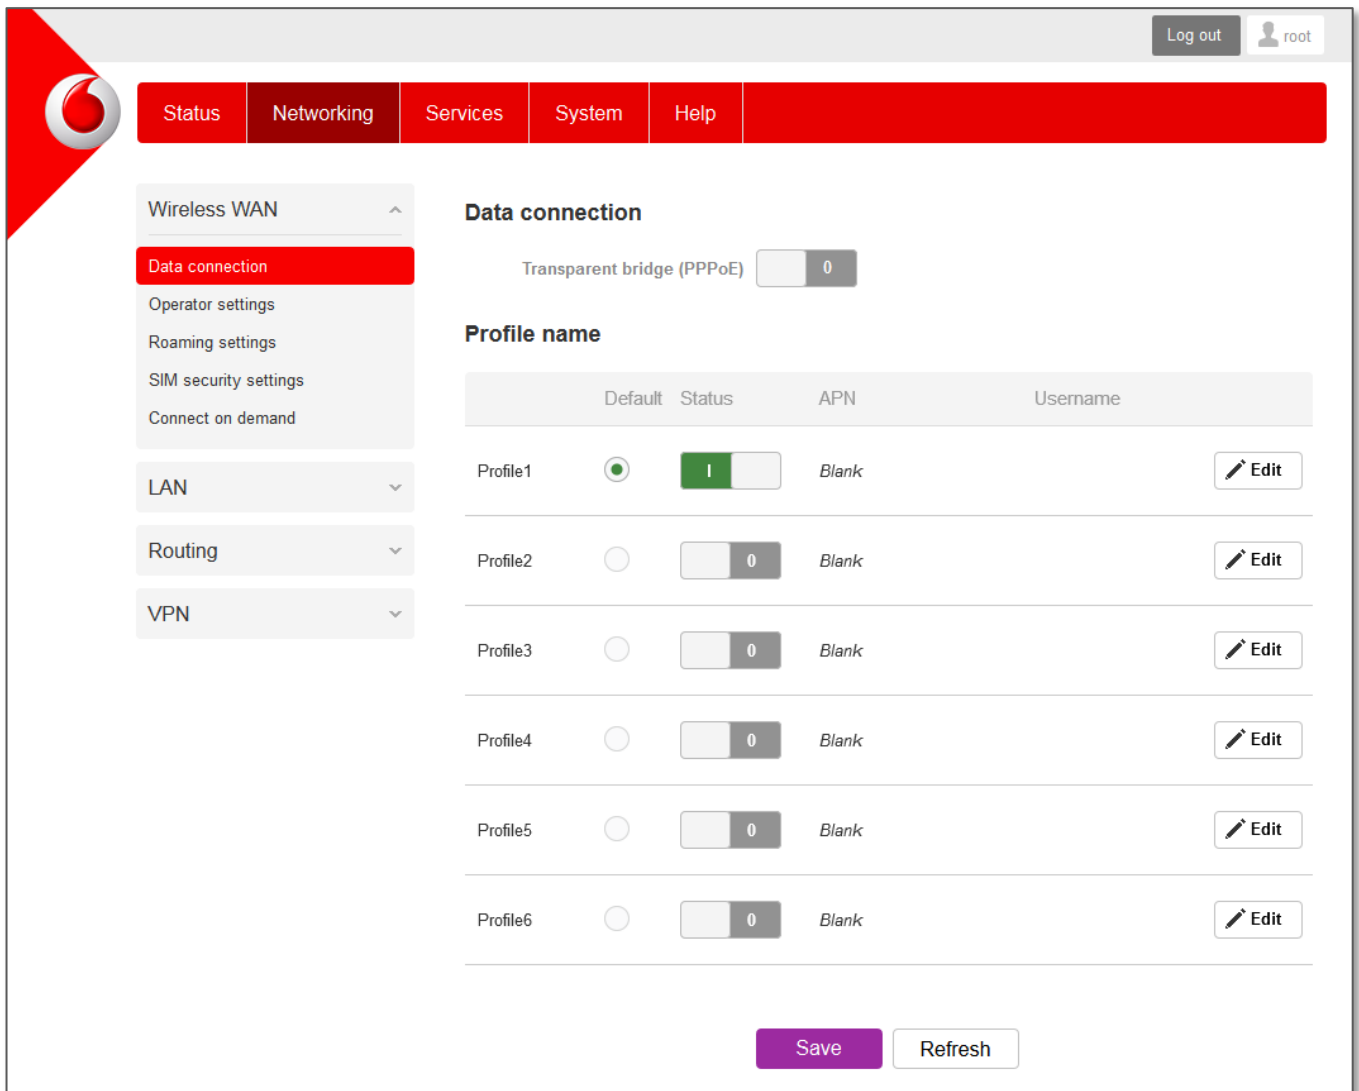 Log out root
Status Networking Services System Help
Wireless WAN
Data connection
Operator settings
Roaming settings
SIM security settings
Connect on demand
LAN
Routing
VPN
Data connection
Transparent bridge (PPPoE) 0
Profile name
Default Status APN Username
Profile1 I Blank Edit
Profile2 0 Blank Edit
Profile3 0 Blank Edit
Profile4 0 Blank Edit
Profile5 0 Blank Edit
Profile6 0 Blank Edit
Save Refresh